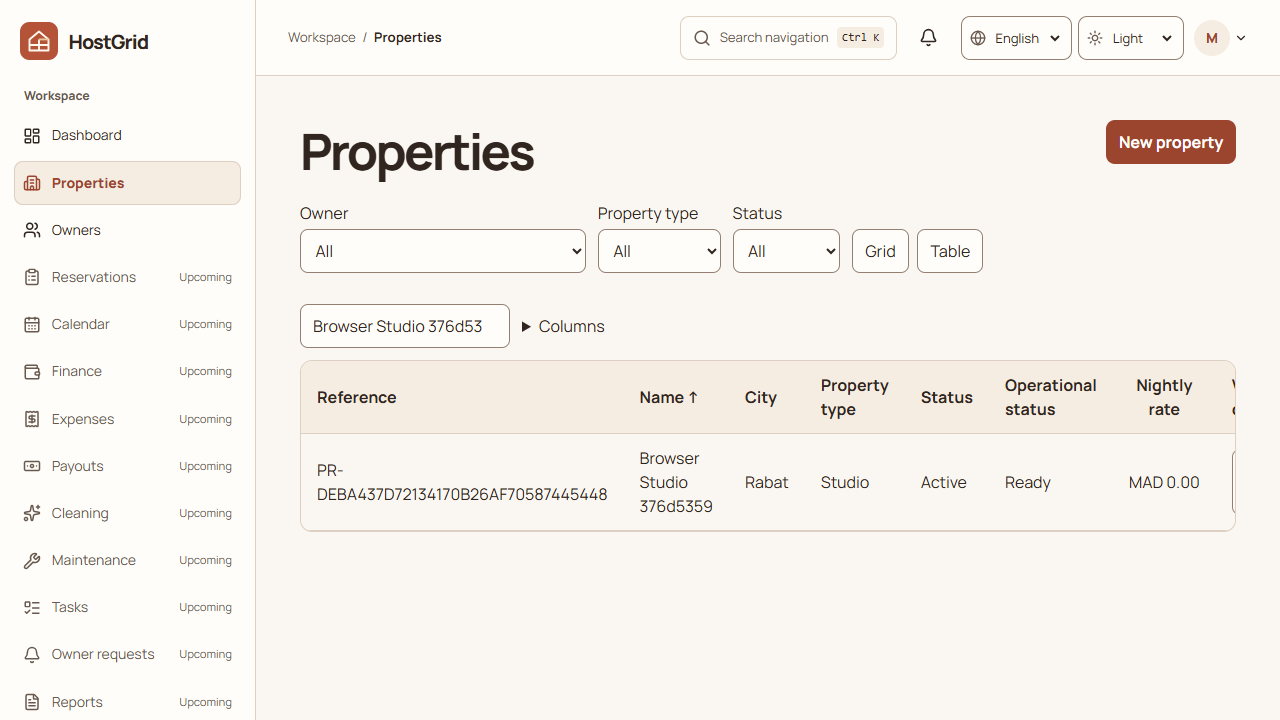 HostGrid
Workspace / Properties
Search navigation Ctrl K
English
Light
M
Workspace
Dashboard
Properties
Owners
Reservations Upcoming
Calendar Upcoming
Finance Upcoming
Expenses Upcoming
Payouts Upcoming
Cleaning Upcoming
Maintenance Upcoming
Tasks Upcoming
Owner requests Upcoming
Reports Upcoming
Properties
New property
Owner Property type Status
All All All Grid Table
Browser Studio 376d53 Columns
Reference Name ↑ City Property type Status Operational status Nightly rate
PR-
DEBA437D72134170B26AF70587445448
Browser
Studio
376d5359
Rabat Studio Active Ready MAD 0.00